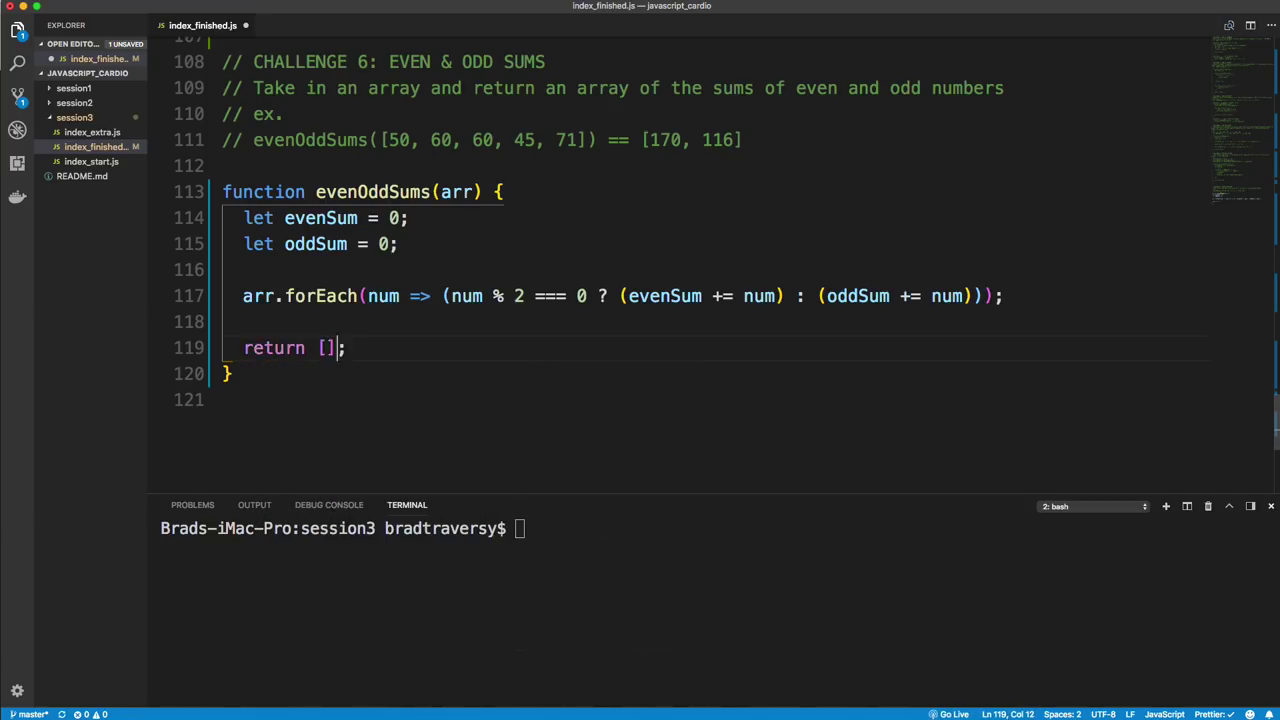 index_finished.js — javascript_cardio
EXPLORER
index_finished.js
OPEN EDITO... 1 UNSAVED
index_finishe... M
JAVASCRIPT_CARDIO
session1
session2
session3
index_extra.js
index_finished... M
index_start.js
README.md
107
108 // CHALLENGE 6: EVEN & ODD SUMS
109 // Take in an array and return an array of the sums of even and odd numbers
110 // ex.
111 // evenOddSums([50, 60, 60, 45, 71]) == [170, 116]
112
113 function evenOddSums(arr) {
114 let evenSum = 0;
115 let oddSum = 0;
116
117 arr.forEach(num => (num % 2 === 0 ? (evenSum += num) : (oddSum += num)));
118
119 return [];
120 }
121
PROBLEMS OUTPUT DEBUG CONSOLE TERMINAL 2: bash
Brads-iMac-Pro:session3 bradtraversy$
master* 0 0 Go Live Ln 119, Col 12 Spaces: 2 UTF-8 LF JavaScript Prettier: ✓